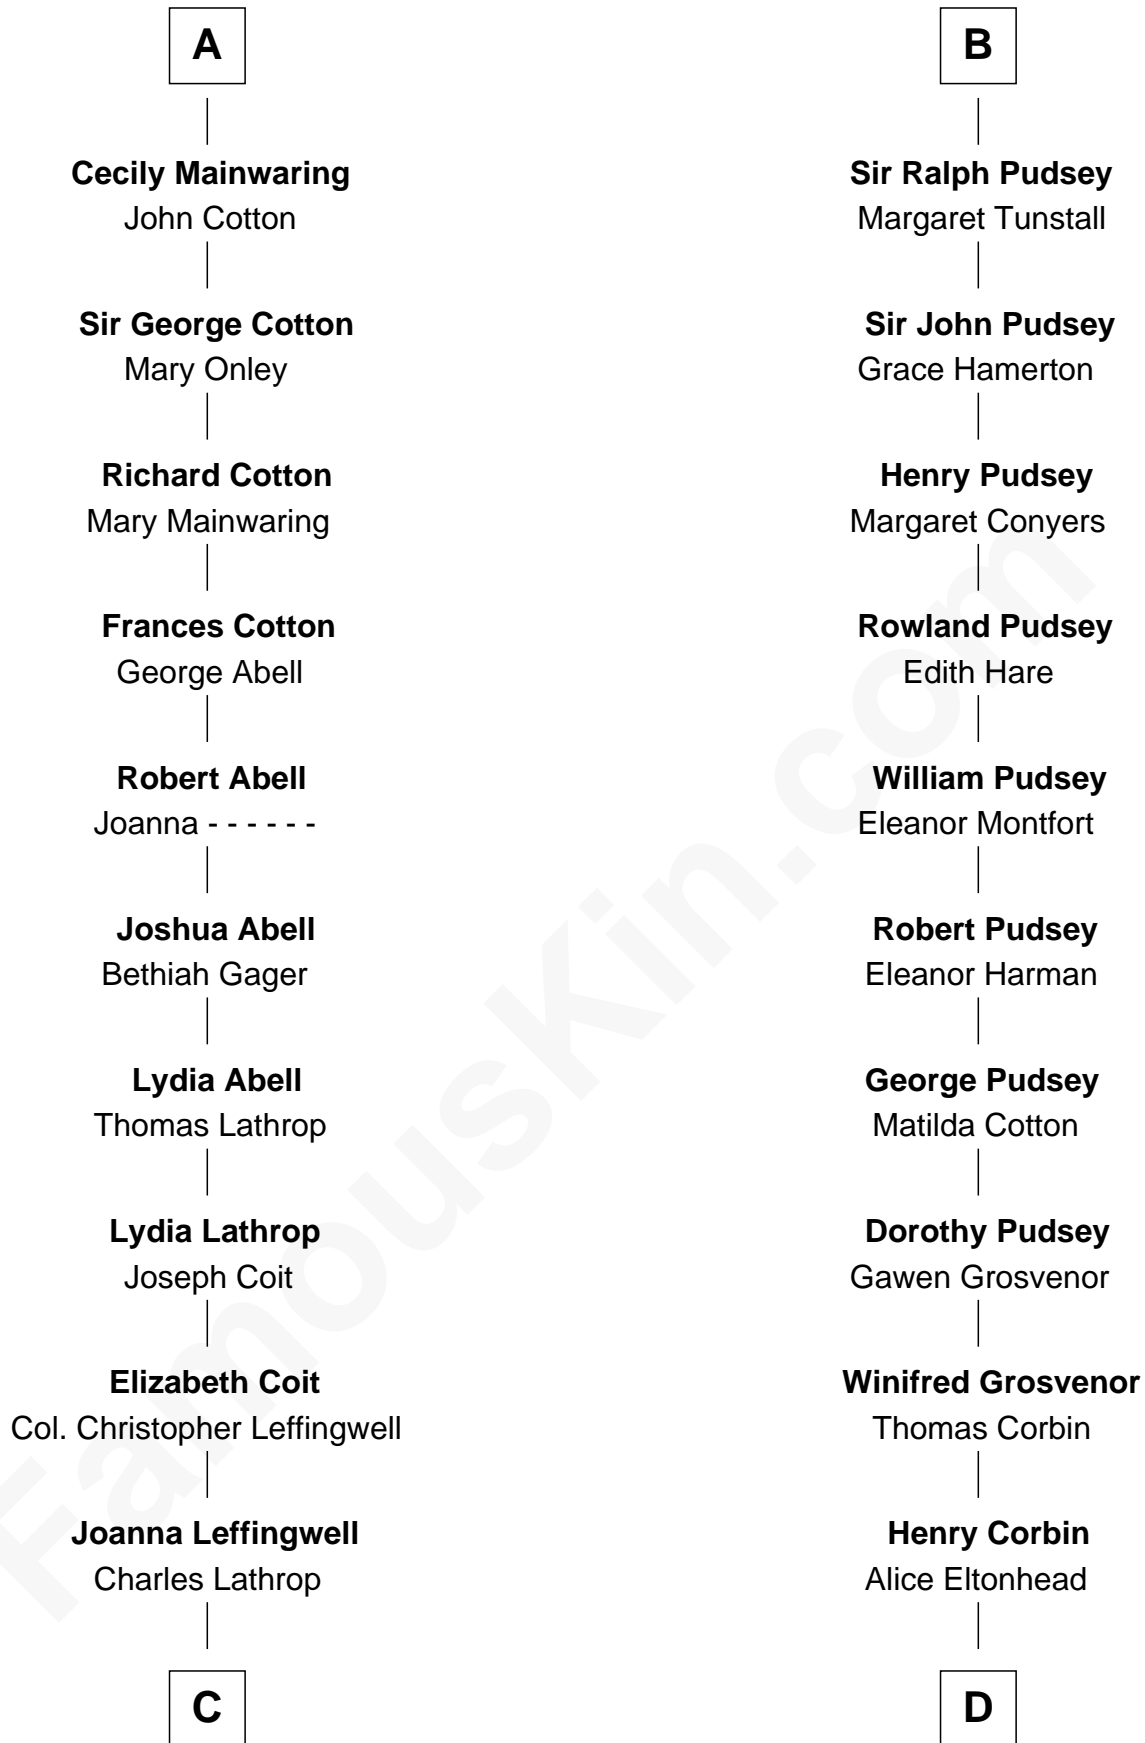 A
Cecily Mainwaring
John Cotton
Sir George Cotton
Mary Onley
Richard Cotton
Mary Mainwaring
Frances Cotton
George Abell
Robert Abell
Joanna - - - - - -
Joshua Abell
Bethiah Gager
Lydia Abell
Thomas Lathrop
Lydia Lathrop
Joseph Coit
Elizabeth Coit
Col. Christopher Leffingwell
Joanna Leffingwell
Charles Lathrop
C
B
Sir Ralph Pudsey
Margaret Tunstall
Sir John Pudsey
Grace Hamerton
Henry Pudsey
Margaret Conyers
Rowland Pudsey
Edith Hare
William Pudsey
Eleanor Montfort
Robert Pudsey
Eleanor Harman
George Pudsey
Matilda Cotton
Dorothy Pudsey
Gawen Grosvenor
Winifred Grosvenor
Thomas Corbin
Henry Corbin
Alice Eltonhead
D
FamousKin.com